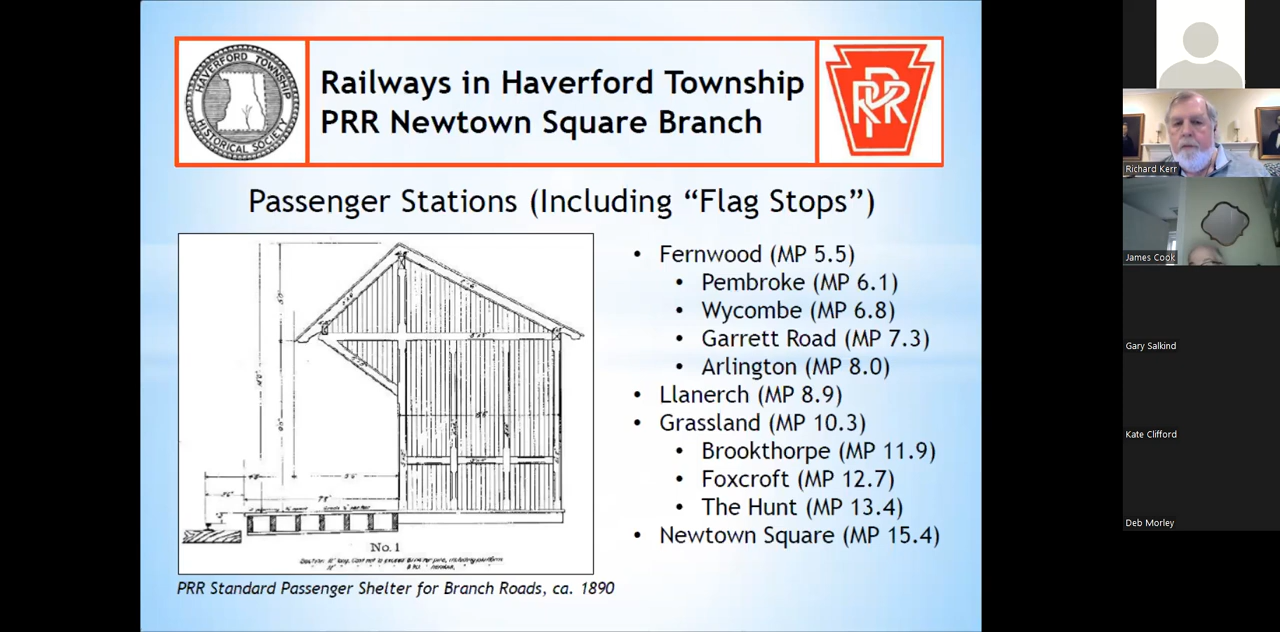 HAVERFORD TOWNSHIP
HISTORICAL SOCIETY
Railways in Haverford Township
PRR Newtown Square Branch
PRR
Passenger Stations (Including “Flag Stops”)
• Fernwood (MP 5.5)
• Pembroke (MP 6.1)
• Wycombe (MP 6.8)
• Garrett Road (MP 7.3)
• Arlington (MP 8.0)
• Llanerch (MP 8.9)
• Grassland (MP 10.3)
• Brookthorpe (MP 11.9)
• Foxcroft (MP 12.7)
• The Hunt (MP 13.4)
• Newtown Square (MP 15.4)
No. 1
PRR Standard Passenger Shelter for Branch Roads, ca. 1890
Richard Kerr
James Cook
Gary Salkind
Kate Clifford
Deb Morley